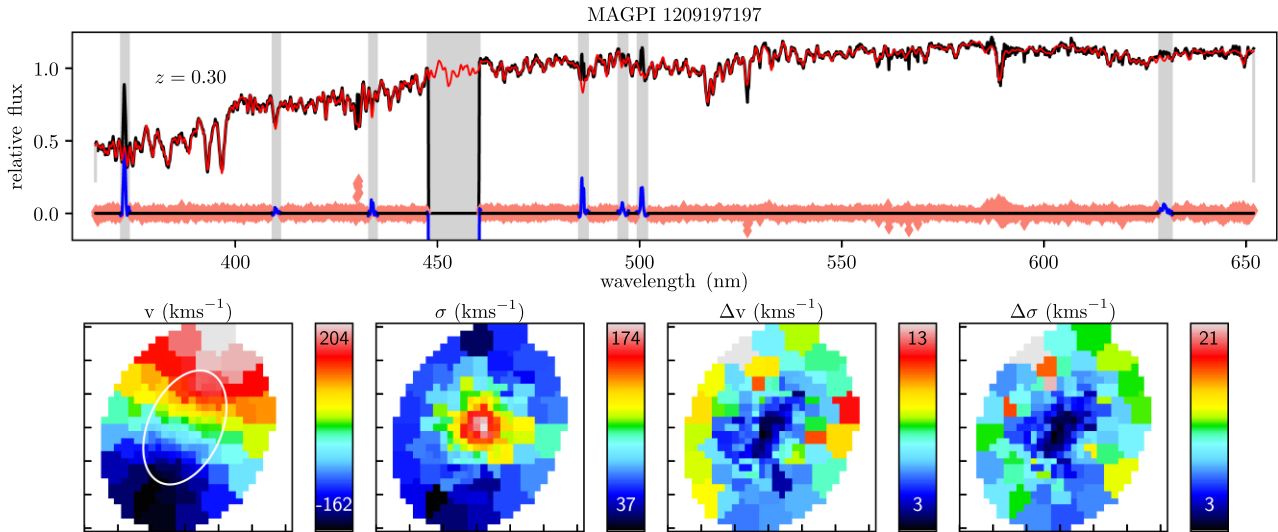 MAGPI 1209197197
z = 0.30
relative flux
1.0
0.5
0.0
400 450 500 550 600 650
wavelength (nm)
v (kms⁻¹) σ (kms⁻¹) Δv (kms⁻¹) Δσ (kms⁻¹)
204 174 13 21
-162 37 3 3